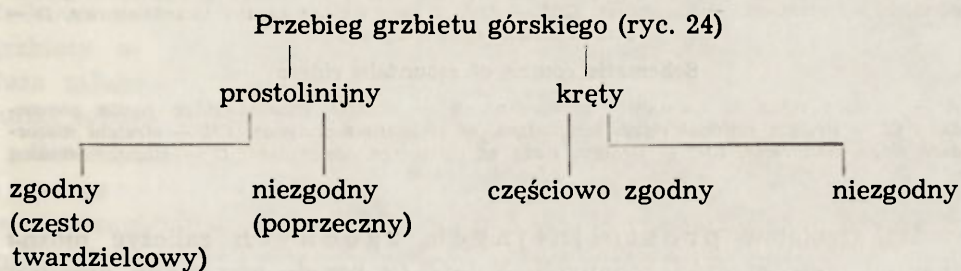 Przebieg grzbietu górskiego (ryc. 24)
prostolinijny kręty
zgodny niezgodny częściowo zgodny niezgodny
(często (poprzeczny)
twardzielcowy)